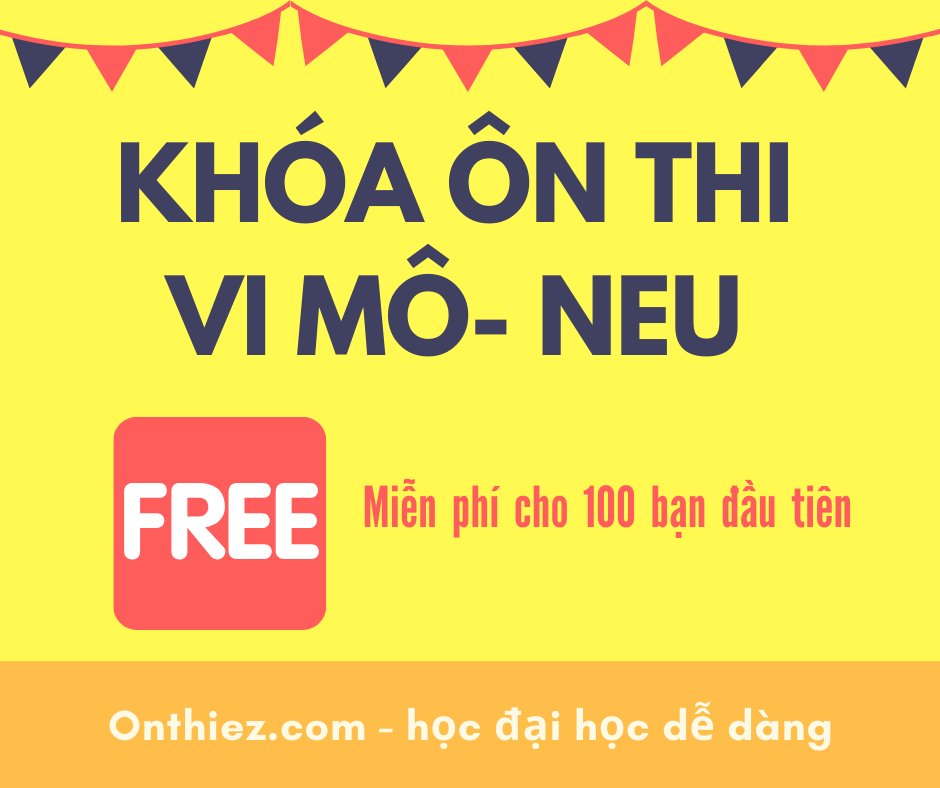 KHÓA ÔN THI
VI MÔ- NEU
FREE
Miễn phí cho 100 bạn đầu tiên
Onthiez.com - học đại học dễ dàng